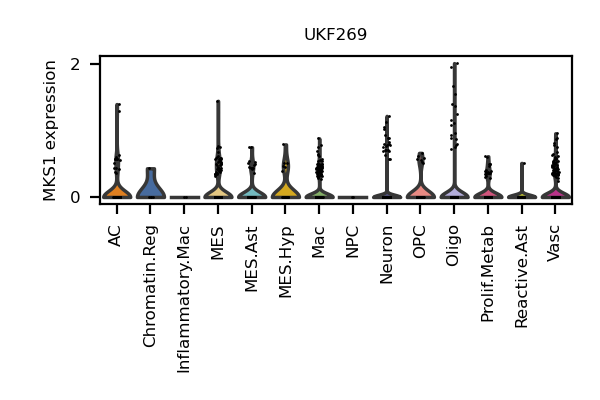 UKF269
MKS1 expression
2
0
AC
Chromatin.Reg
Inflammatory.Mac
MES
MES.Ast
MES.Hyp
Mac
NPC
Neuron
OPC
Oligo
Prolif.Metab
Reactive.Ast
Vasc